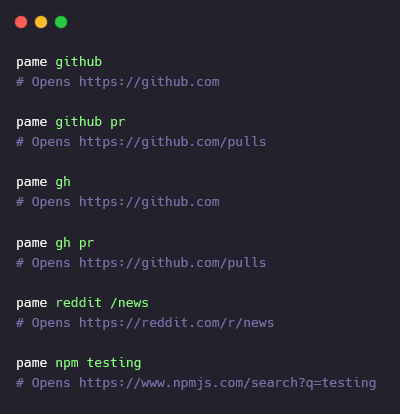 pame github
# Opens https://github.com
pame github pr
# Opens https://github.com/pulls
pame gh
# Opens https://github.com
pame gh pr
# Opens https://github.com/pulls
pame reddit /news
# Opens https://reddit.com/r/news
pame npm testing
# Opens https://www.npmjs.com/search?q=testing